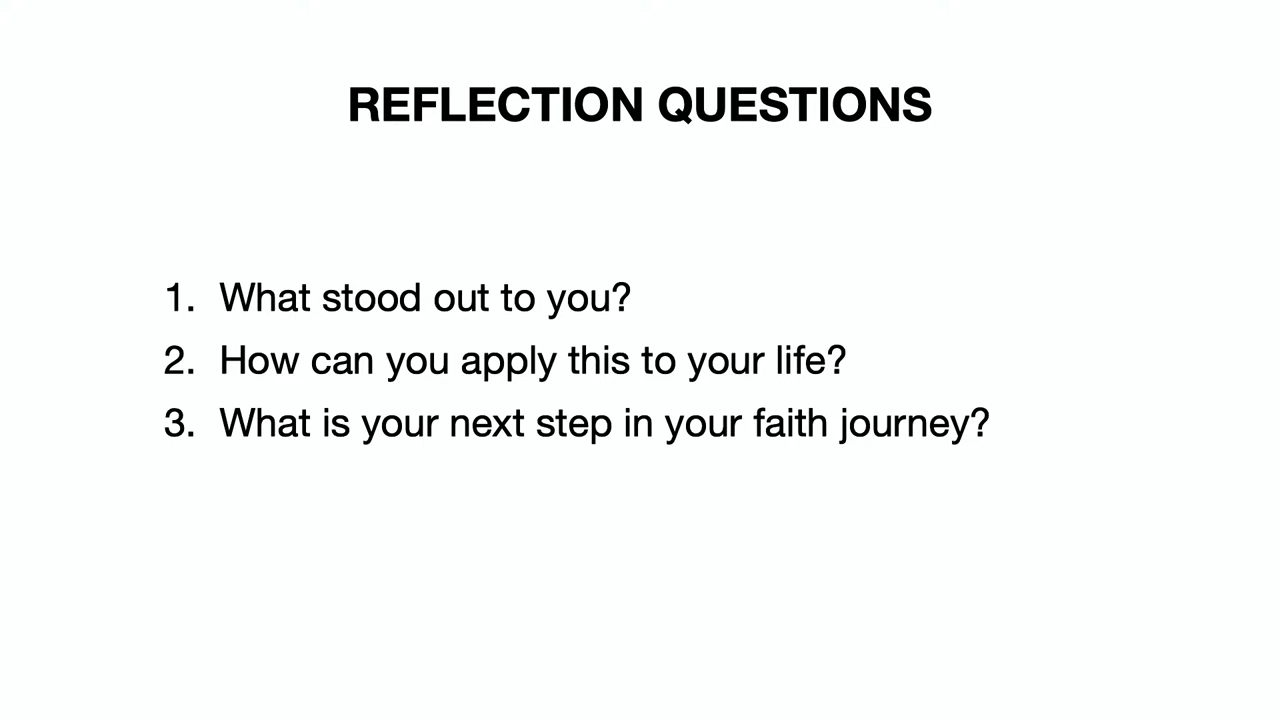 REFLECTION QUESTIONS
1. What stood out to you?
2. How can you apply this to your life?
3. What is your next step in your faith journey?